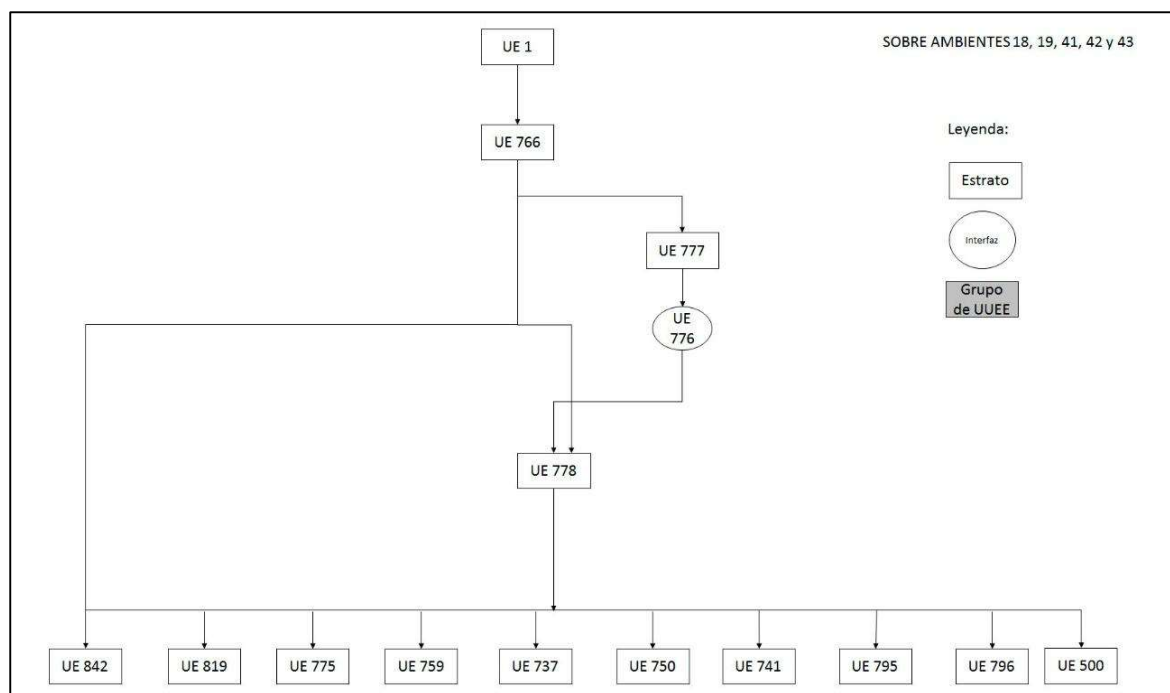 UE 1
SOBRE AMBIENTES 18, 19, 41, 42 y 43
UE 766
Leyenda:
Estrato
Interfaz
Grupo
de UUEE
UE 777
UE
776
UE 778
UE 842
UE 819
UE 775
UE 759
UE 737
UE 750
UE 741
UE 795
UE 796
UE 500